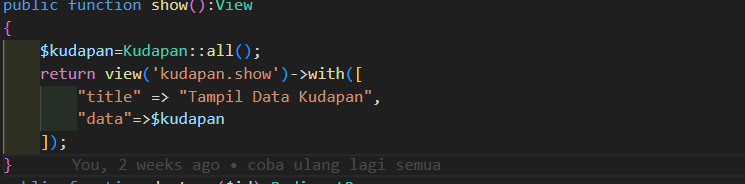 public function show():View
{
$kudapan=Kudapan::all();
return view('kudapan.show')->with([
"title" => "Tampil Data Kudapan",
"data"=>$kudapan
]);
} You, 2 weeks ago • coba ulang lagi semua